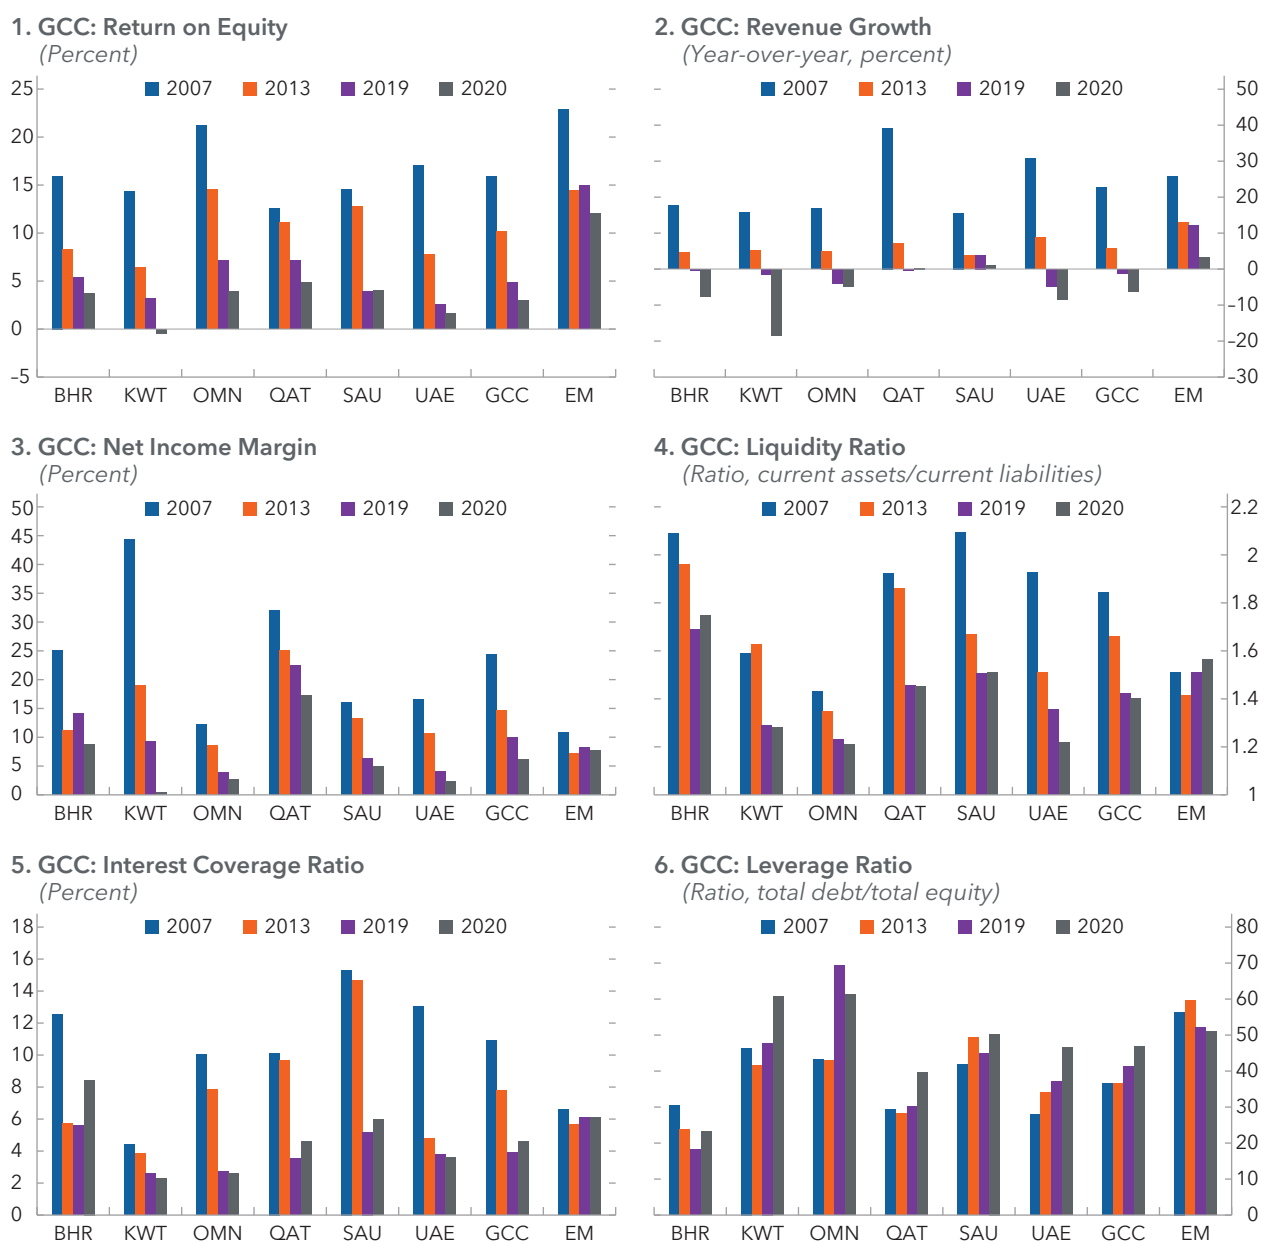 1. GCC: Return on Equity
(Percent)
2007 2013 2019 2020
25
20
15
10
5
0
–5
BHR KWT OMN QAT SAU UAE GCC EM
2. GCC: Revenue Growth
(Year-over-year, percent)
2007 2013 2019 2020
50
40
30
20
10
0
–10
–20
–30
BHR KWT OMN QAT SAU UAE GCC EM
3. GCC: Net Income Margin
(Percent)
2007 2013 2019 2020
50
45
40
35
30
25
20
15
10
5
0
BHR KWT OMN QAT SAU UAE GCC EM
4. GCC: Liquidity Ratio
(Ratio, current assets/current liabilities)
2007 2013 2019 2020
2.2
2
1.8
1.6
1.4
1.2
1
BHR KWT OMN QAT SAU UAE GCC EM
5. GCC: Interest Coverage Ratio
(Percent)
2007 2013 2019 2020
18
16
14
12
10
8
6
4
2
0
BHR KWT OMN QAT SAU UAE GCC EM
6. GCC: Leverage Ratio
(Ratio, total debt/total equity)
2007 2013 2019 2020
80
70
60
50
40
30
20
10
0
BHR KWT OMN QAT SAU UAE GCC EM